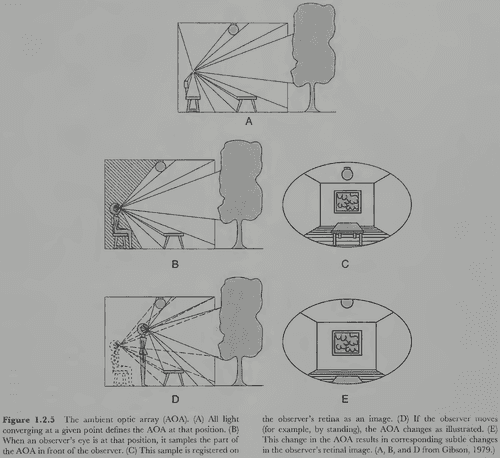 A
B
C
D
E
Figure 1.2.5 The ambient optic array (AOA). (A) All light
converging at a given point defines the AOA at that position. (B)
When an observer's eye is at that position, it samples the part of
the AOA in front of the observer. (C) This sample is registered on
the observer's retina as an image. (D) If the observer moves
(for example, by standing), the AOA changes as illustrated. (E)
This change in the AOA results in corresponding subtle changes
in the observer's retinal image. (A, B, and D from Gibson, 1979.)